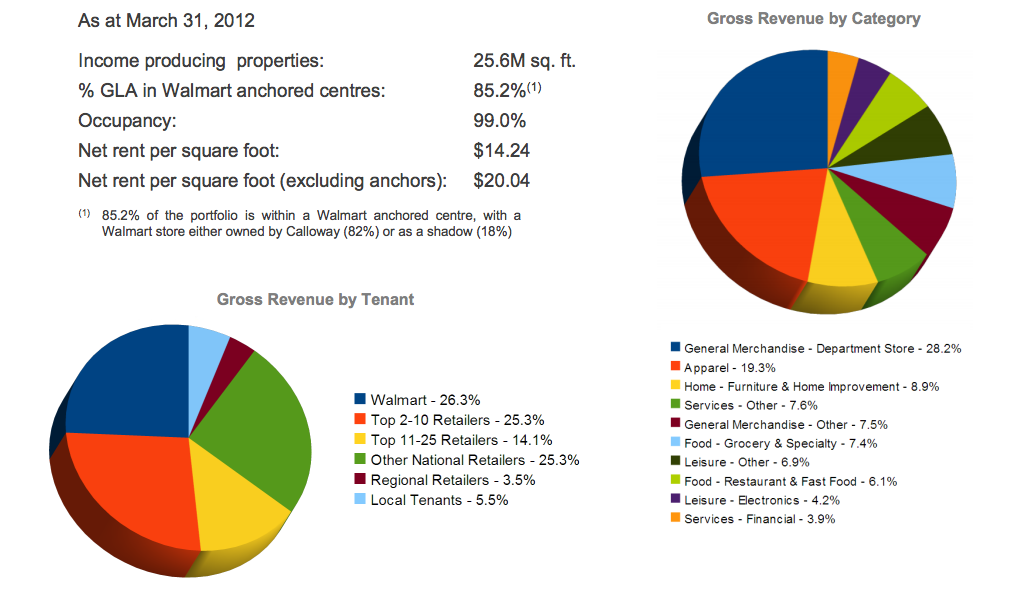 As at March 31, 2012
Income producing properties: 25.6M sq. ft.
% GLA in Walmart anchored centres: 85.2%(1)
Occupancy: 99.0%
Net rent per square foot: $14.24
Net rent per square foot (excluding anchors): $20.04
(1) 85.2% of the portfolio is within a Walmart anchored centre, with a
Walmart store either owned by Calloway (82%) or as a shadow (18%)
Gross Revenue by Tenant
Walmart - 26.3%
Top 2-10 Retailers - 25.3%
Top 11-25 Retailers - 14.1%
Other National Retailers - 25.3%
Regional Retailers - 3.5%
Local Tenants - 5.5%
Gross Revenue by Category
General Merchandise - Department Store - 28.2%
Apparel - 19.3%
Home - Furniture & Home Improvement - 8.9%
Services - Other - 7.6%
General Merchandise - Other - 7.5%
Food - Grocery & Specialty - 7.4%
Leisure - Other - 6.9%
Food - Restaurant & Fast Food - 6.1%
Leisure - Electronics - 4.2%
Services - Financial - 3.9%